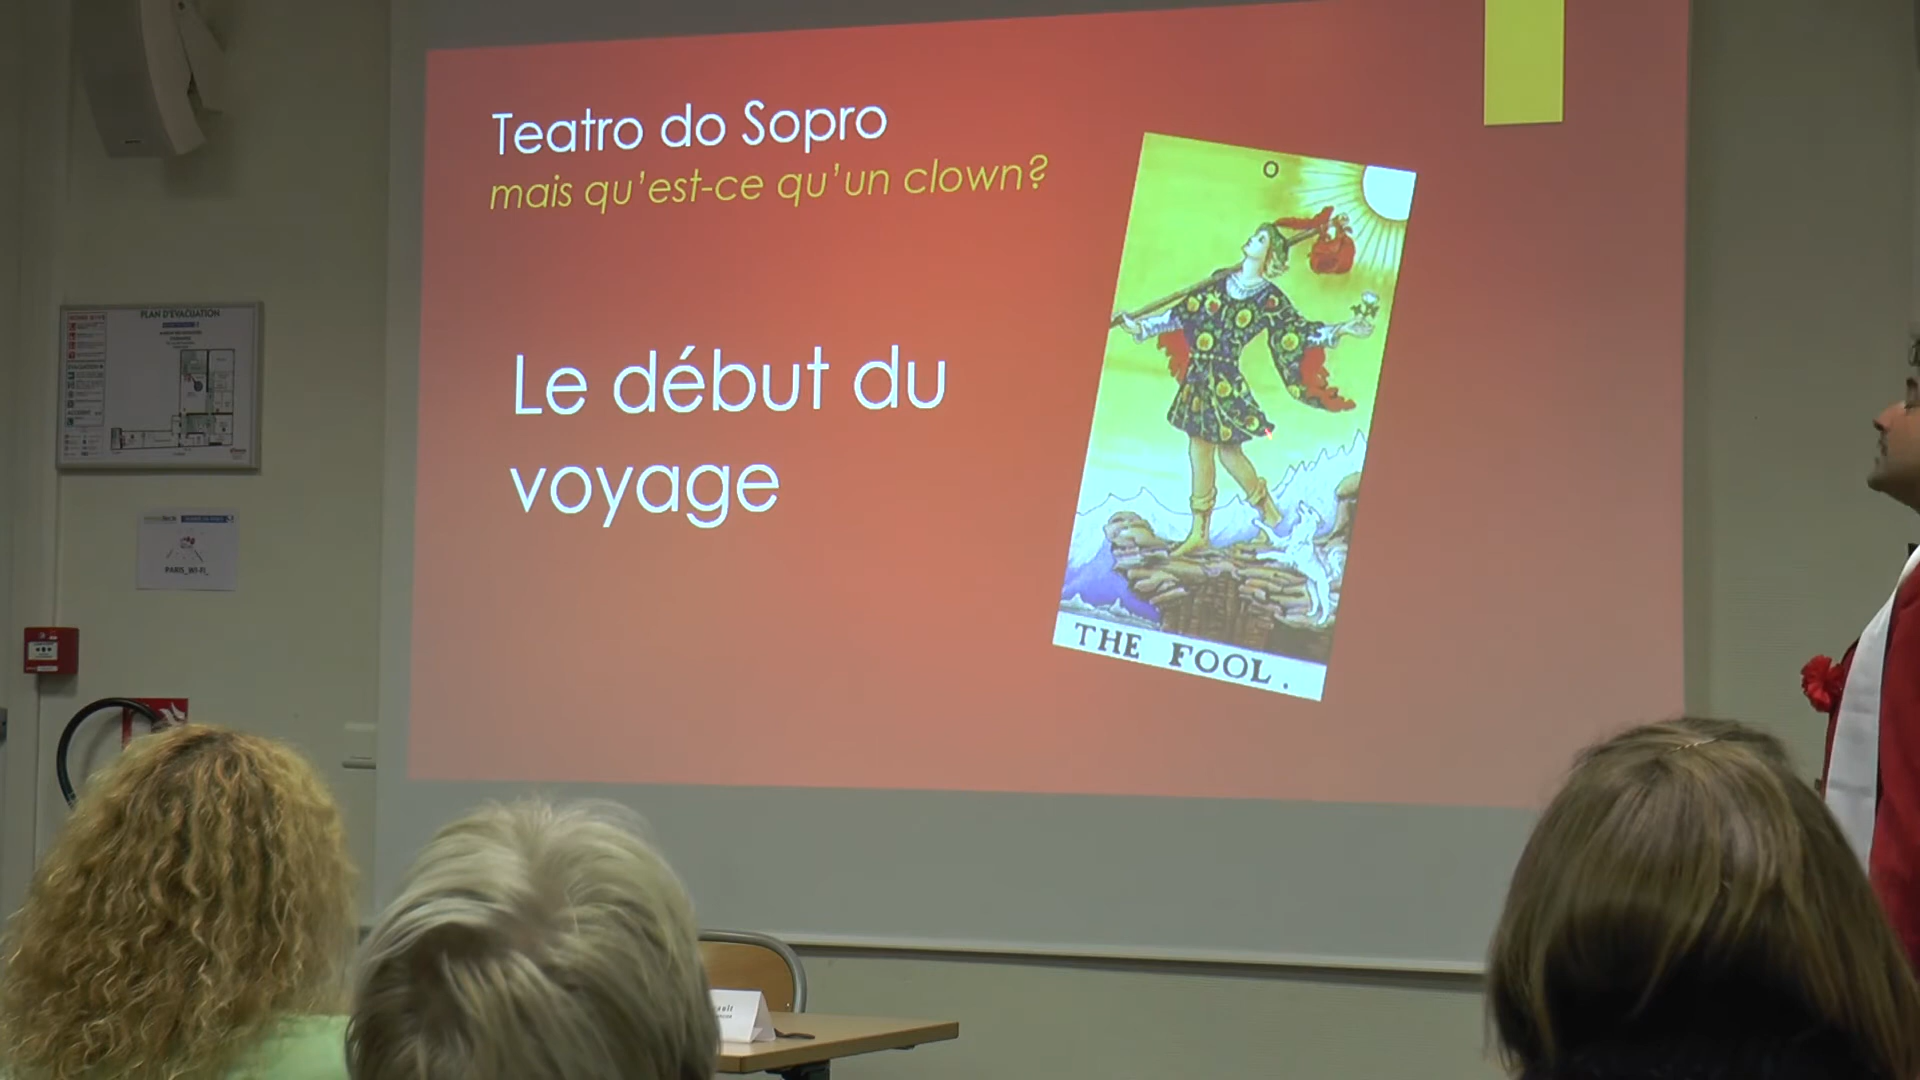 Teatro do Sopro
mais qu'est-ce qu'un clown?
Le début du
voyage
0
THE FOOL.
PLAN D'EVACUATION
PARIS_WI-FI_